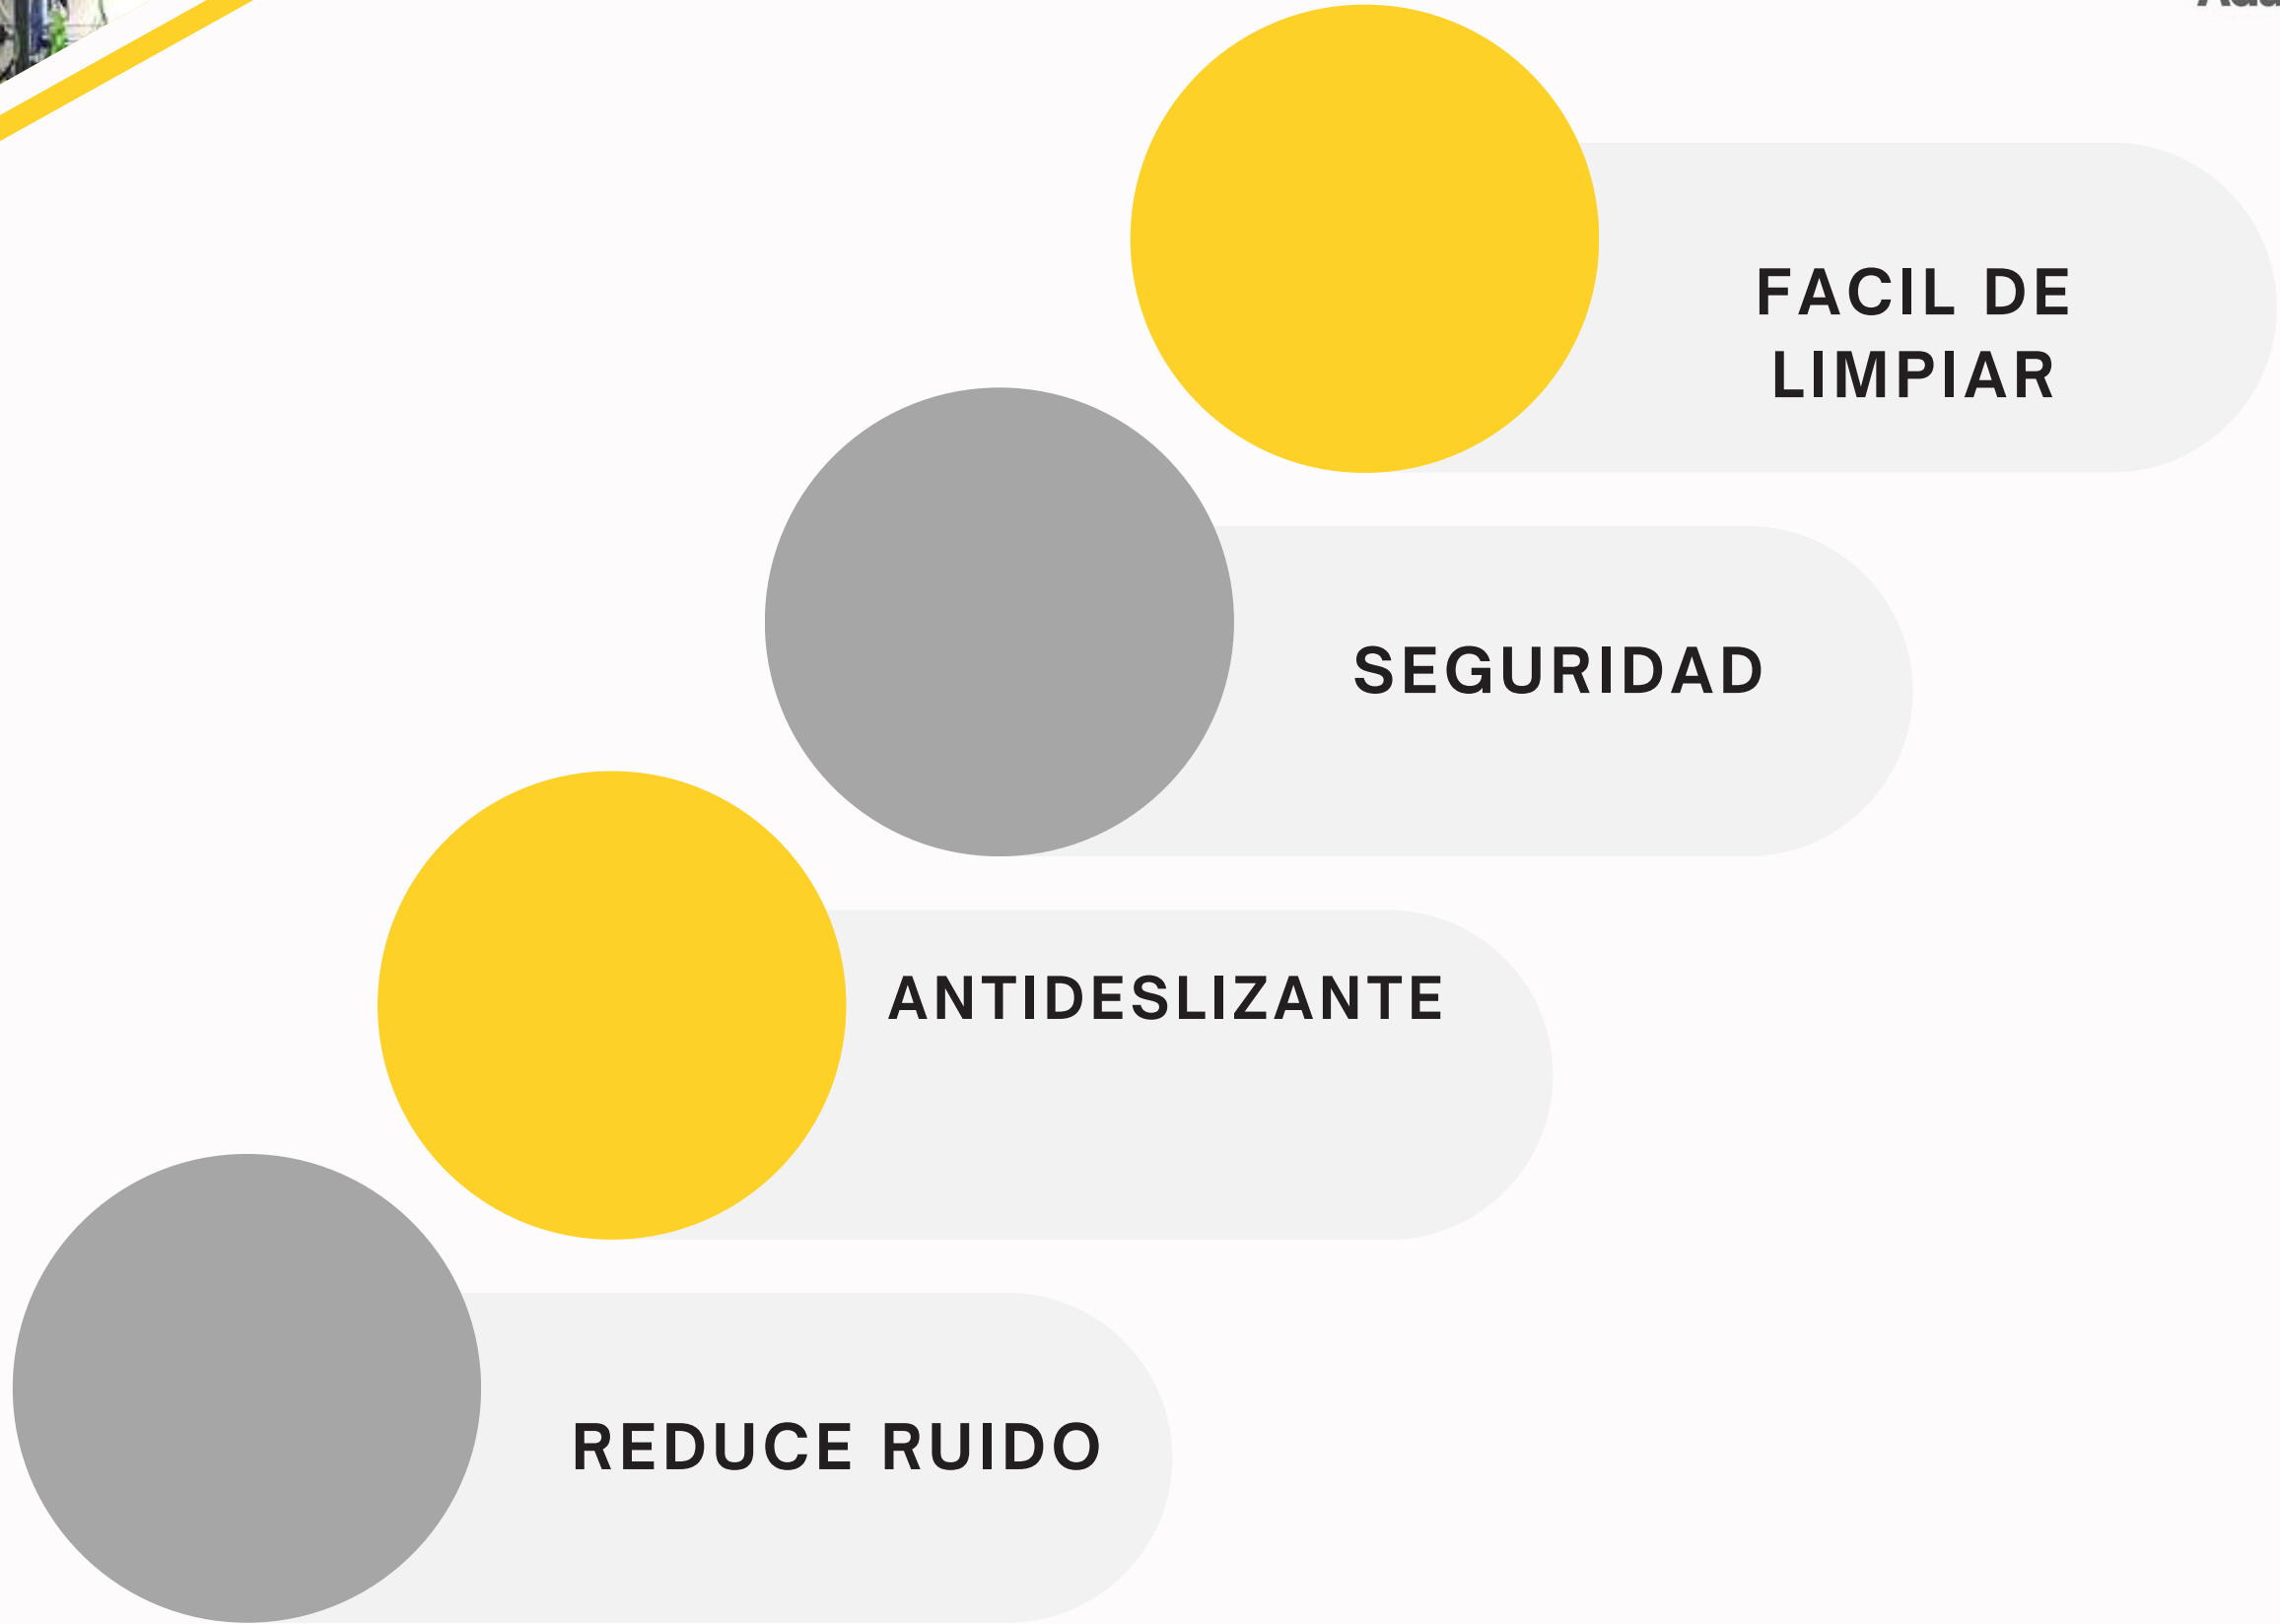 FACIL DE
LIMPIAR
SEGURIDAD
ANTIDESLIZANTE
REDUCE RUIDO